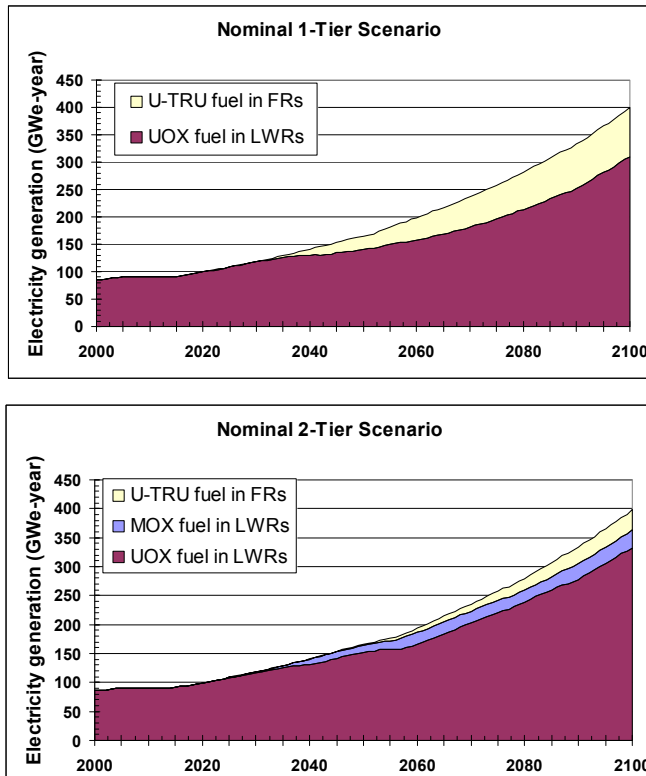 Nominal 1-Tier Scenario
Electricity generation (GWe-year)
450
400
350
300
250
200
150
100
50
0
U-TRU fuel in FRs
UOX fuel in LWRs
2000 2020 2040 2060 2080 2100
Nominal 2-Tier Scenario
Electricity generation (GWe-year)
450
400
350
300
250
200
150
100
50
0
U-TRU fuel in FRs
MOX fuel in LWRs
UOX fuel in LWRs
2000 2020 2040 2060 2080 2100